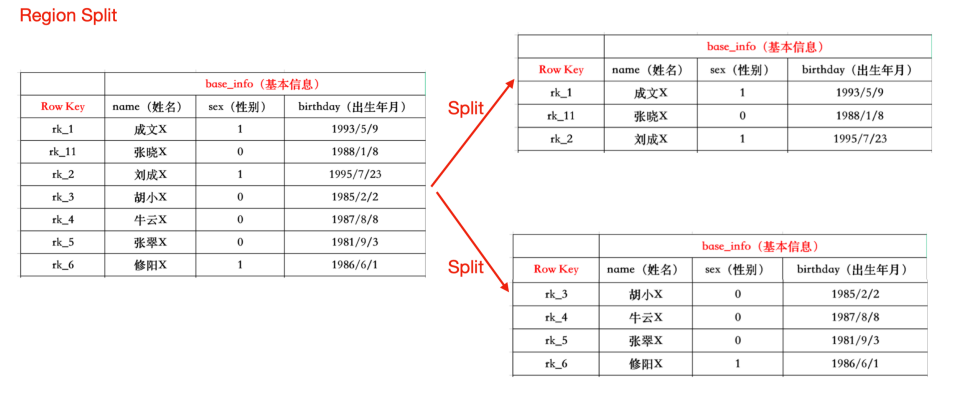 Region Split
base_info（基本信息）
Row Key name（姓名） sex（性别） birthday（出生年月）
rk_1 成文X 1 1993/5/9
rk_11 张晓X 0 1988/1/8
rk_2 刘成X 1 1995/7/23
rk_3 胡小X 0 1985/2/2
rk_4 牛云X 0 1987/8/8
rk_5 张翠X 0 1981/9/3
rk_6 修阳X 1 1986/6/1
Split
base_info（基本信息）
Row Key name（姓名） sex（性别） birthday（出生年月）
rk_1 成文X 1 1993/5/9
rk_11 张晓X 0 1988/1/8
rk_2 刘成X 1 1995/7/23
Split
base_info（基本信息）
Row Key name（姓名） sex（性别） birthday（出生年月）
rk_3 胡小X 0 1985/2/2
rk_4 牛云X 0 1987/8/8
rk_5 张翠X 0 1981/9/3
rk_6 修阳X 1 1986/6/1